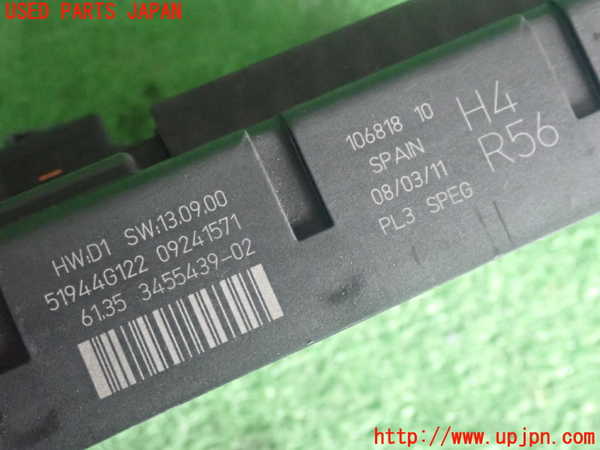 USED PARTS JAPAN
HW:D1 SW:13.09.00
51944G122 09241571
61.35 3455439-02
106818 10
SPAIN
08/03/11
PL3 SPEG
H4
R56
http://www.upjpn.com/